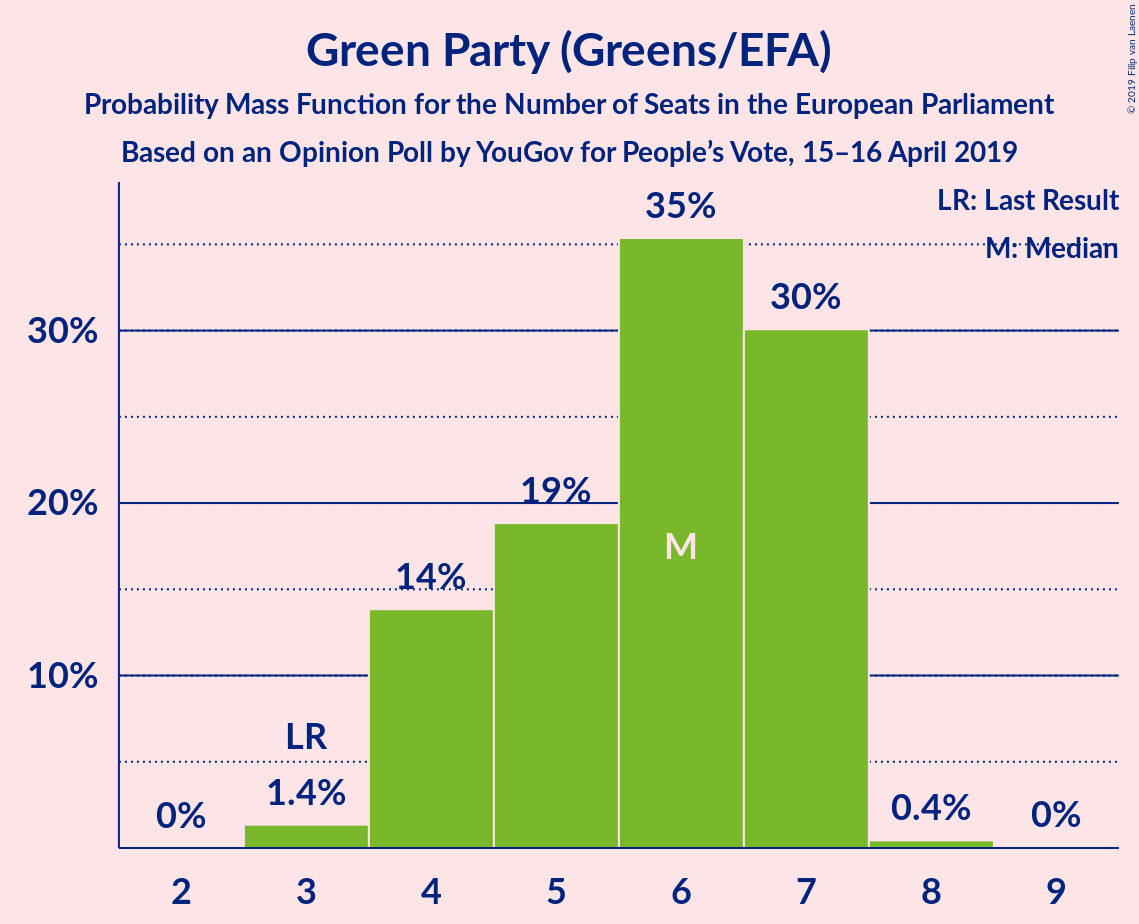 Green Party (Greens/EFA)
Probability Mass Function for the Number of Seats in the European Parliament
Based on an Opinion Poll by YouGov for People’s Vote, 15–16 April 2019
© 2019 Filip van Laenen
LR: Last Result
M: Median
35%
30%
30%
20%
19%
M
14%
10%
LR
1.4%
0%
0.4%
0%
2 3 4 5 6 7 8 9